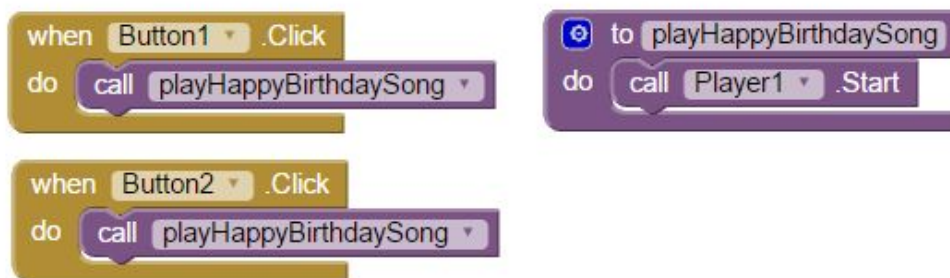 when Button1 .Click
do call playHappyBirthdaySong
to playHappyBirthdaySong
do call Player1 .Start
when Button2 .Click
do call playHappyBirthdaySong